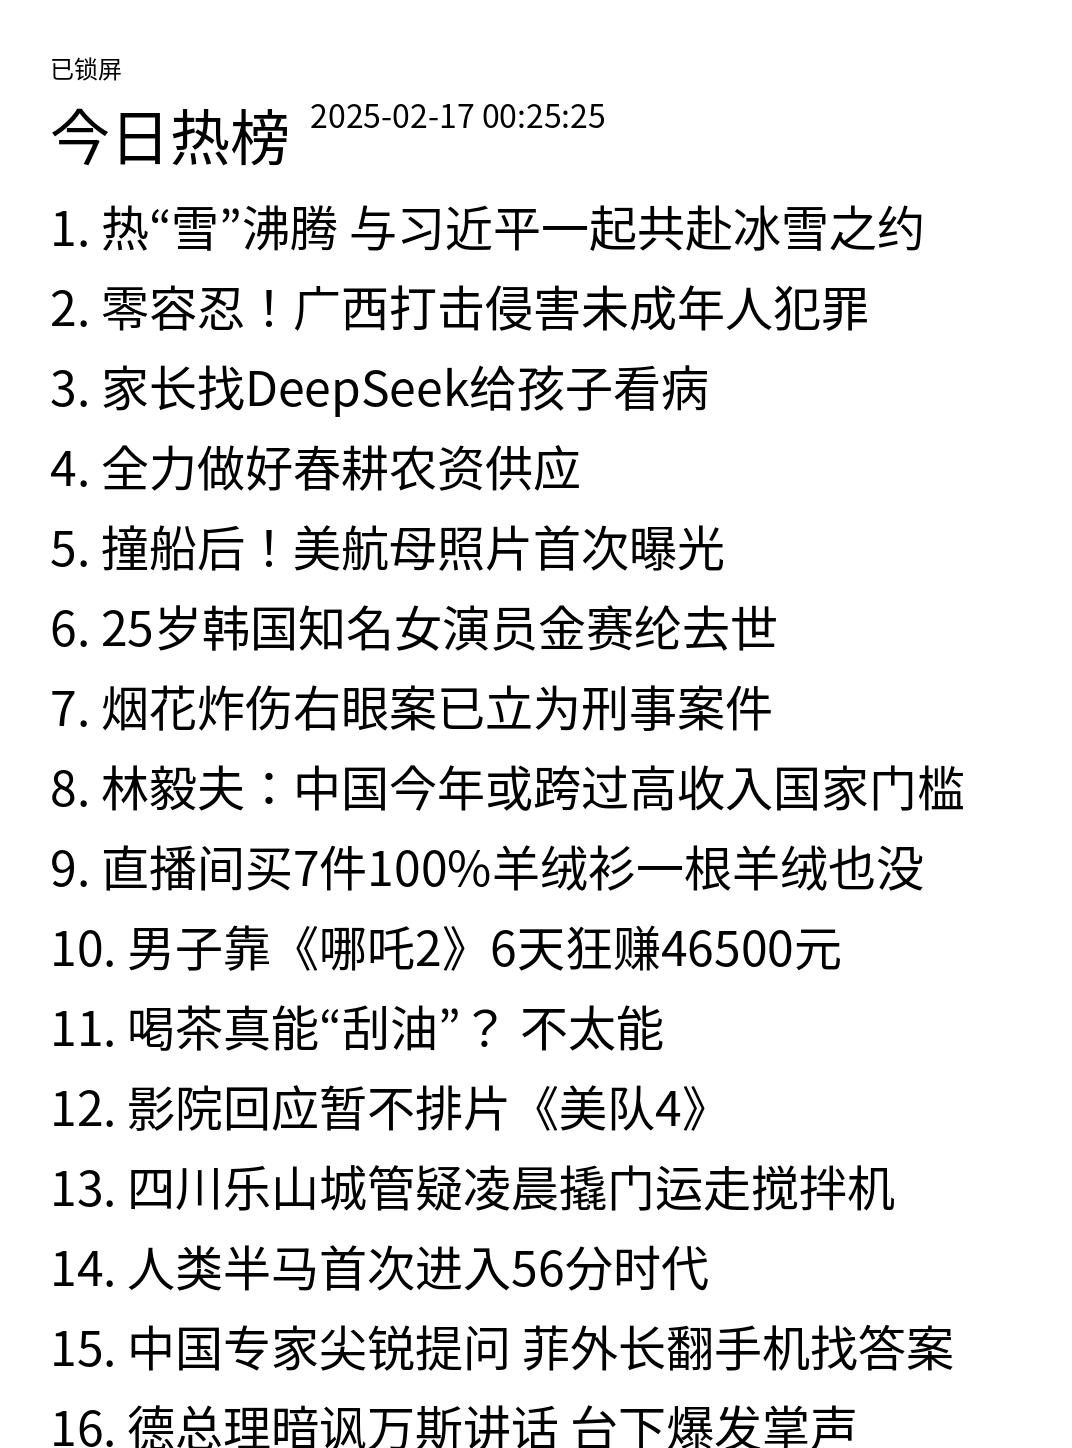 已锁屏
今日热榜 2025-02-17 00:25:25
1. 热“雪”沸腾 与习近平一起共赴冰雪之约
2. 零容忍！广西打击侵害未成年人犯罪
3. 家长找DeepSeek给孩子看病
4. 全力做好春耕农资供应
5. 撞船后！美航母照片首次曝光
6. 25岁韩国知名女演员金赛纶去世
7. 烟花炸伤右眼案已立为刑事案件
8. 林毅夫：中国今年或跨过高收入国家门槛
9. 直播间买7件100%羊绒衫一根羊绒也没
10. 男子靠《哪吒2》6天狂赚46500元
11. 喝茶真能“刮油”？ 不太能
12. 影院回应暂不排片《美队4》
13. 四川乐山城管疑凌晨撬门运走搅拌机
14. 人类半马首次进入56分时代
15. 中国专家尖锐提问 菲外长翻手机找答案
16. 德总理暗讽万斯讲话 台下爆发掌声